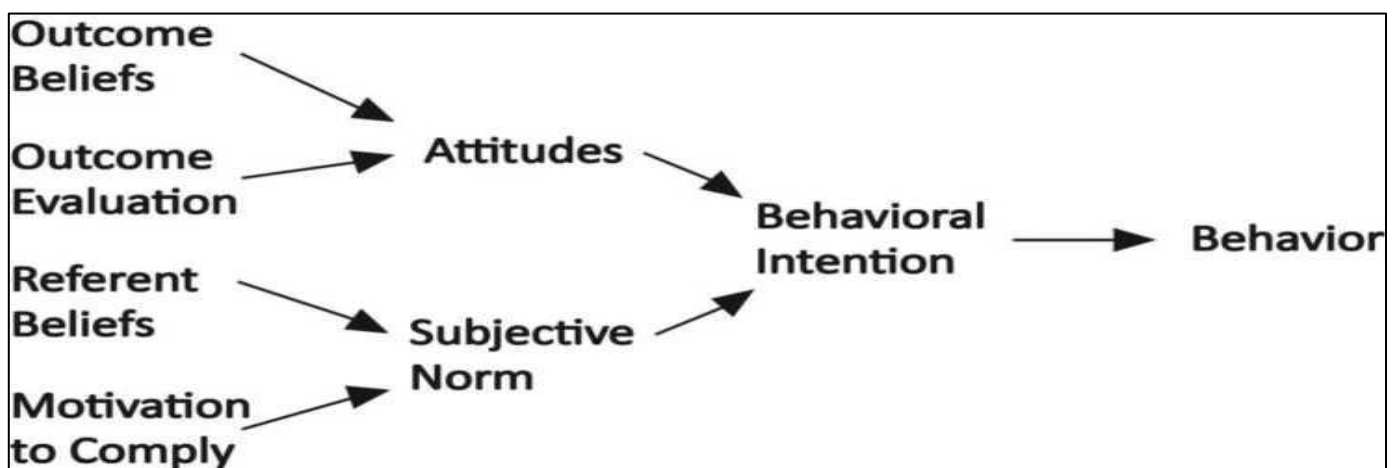 Outcome
Beliefs
Outcome
Evaluation
Attitudes
Referent
Beliefs
Motivation
to Comply
Subjective
Norm
Behavioral
Intention
Behavior